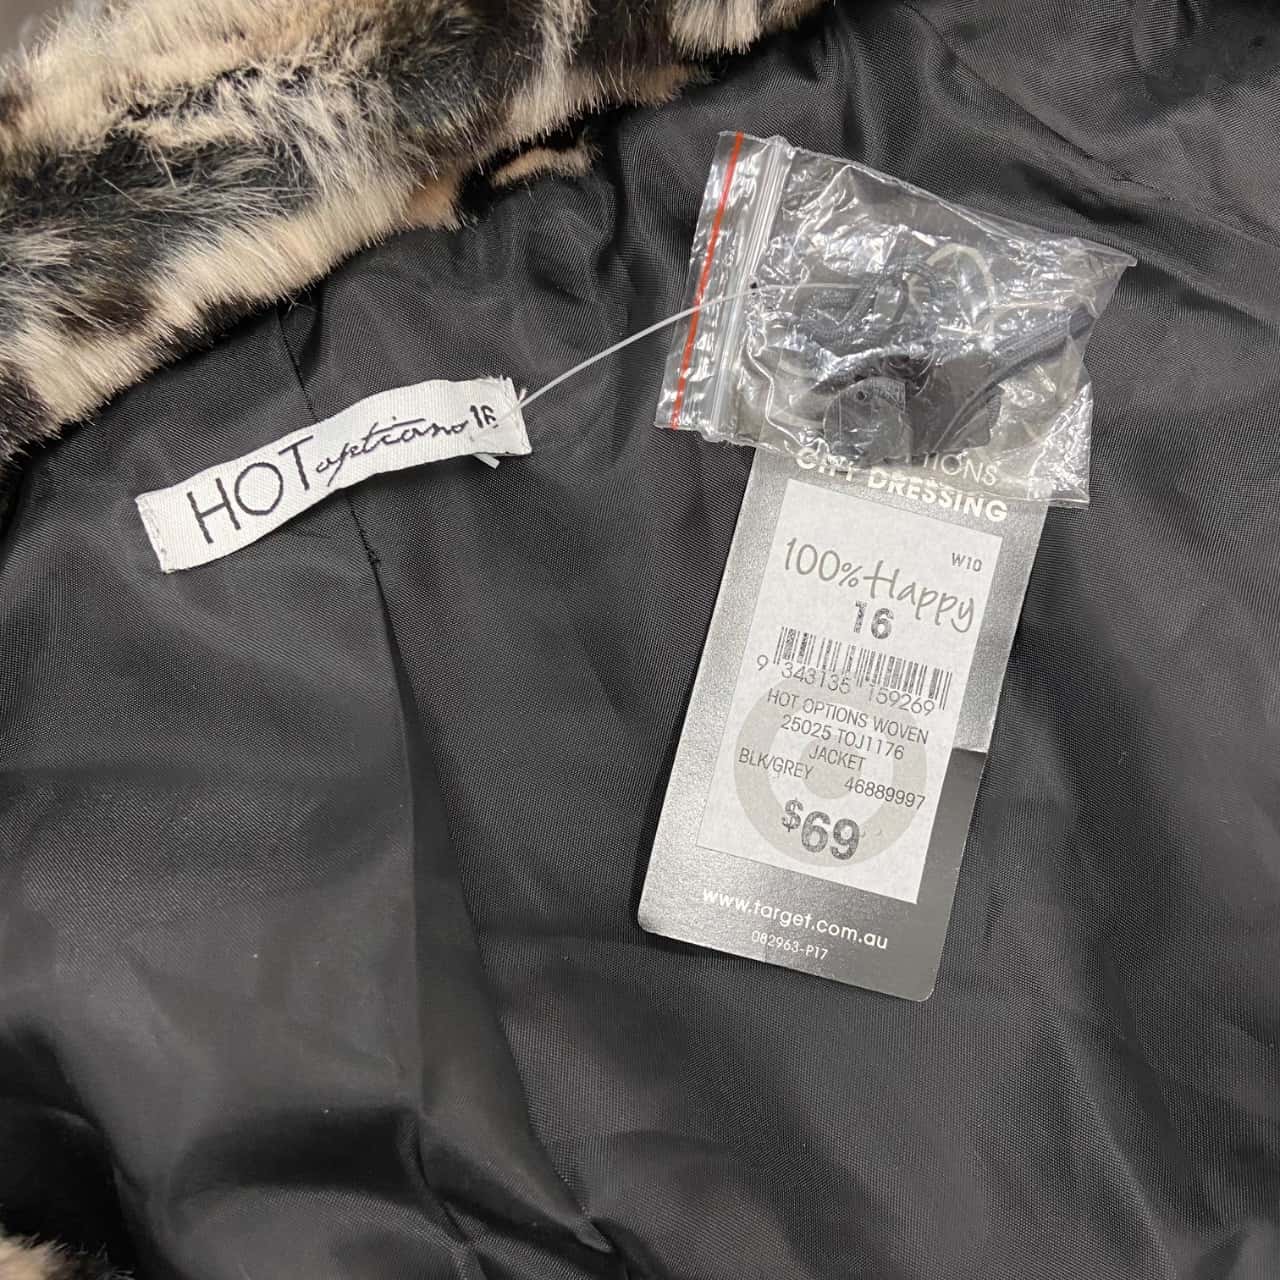 HOT options 16
OPTIONS
CITY DRESSING
W10
100% Happy
16
9 343135 159269
HOT OPTIONS WOVEN
25025 TOJ1176
JACKET
BLK/GREY 46889997
$69
www.target.com.au
082963-P17